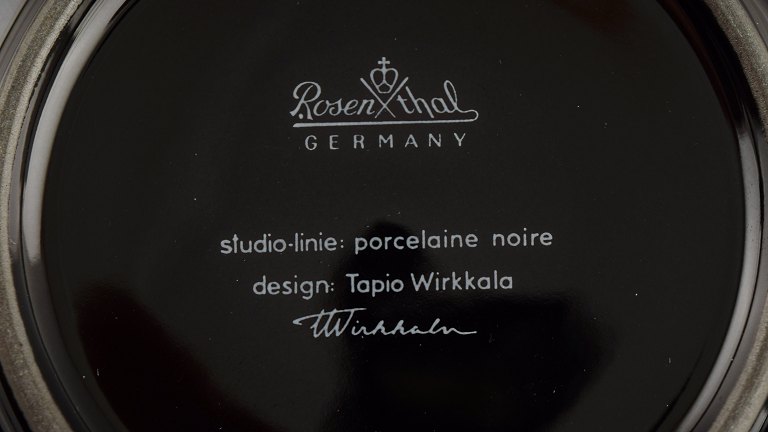 Rosenthal
GERMANY
studio-linie: porcelaine noire
design: Tapio Wirkkala
TWirkkala